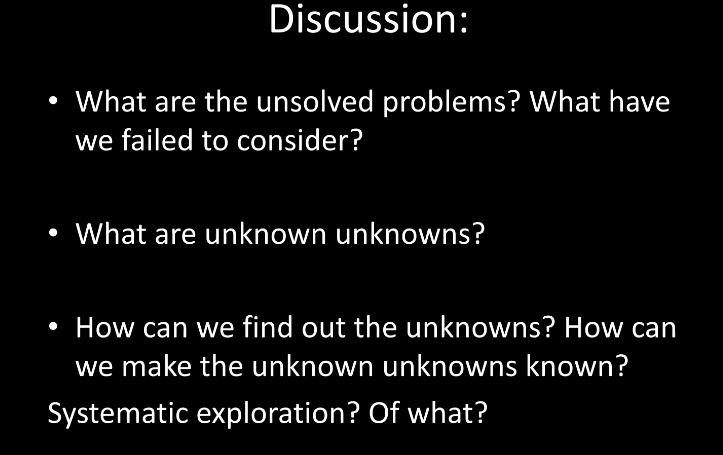 Discussion:
• What are the unsolved problems? What have
we failed to consider?
• What are unknown unknowns?
• How can we find out the unknowns? How can
we make the unknown unknowns known?
Systematic exploration? Of what?